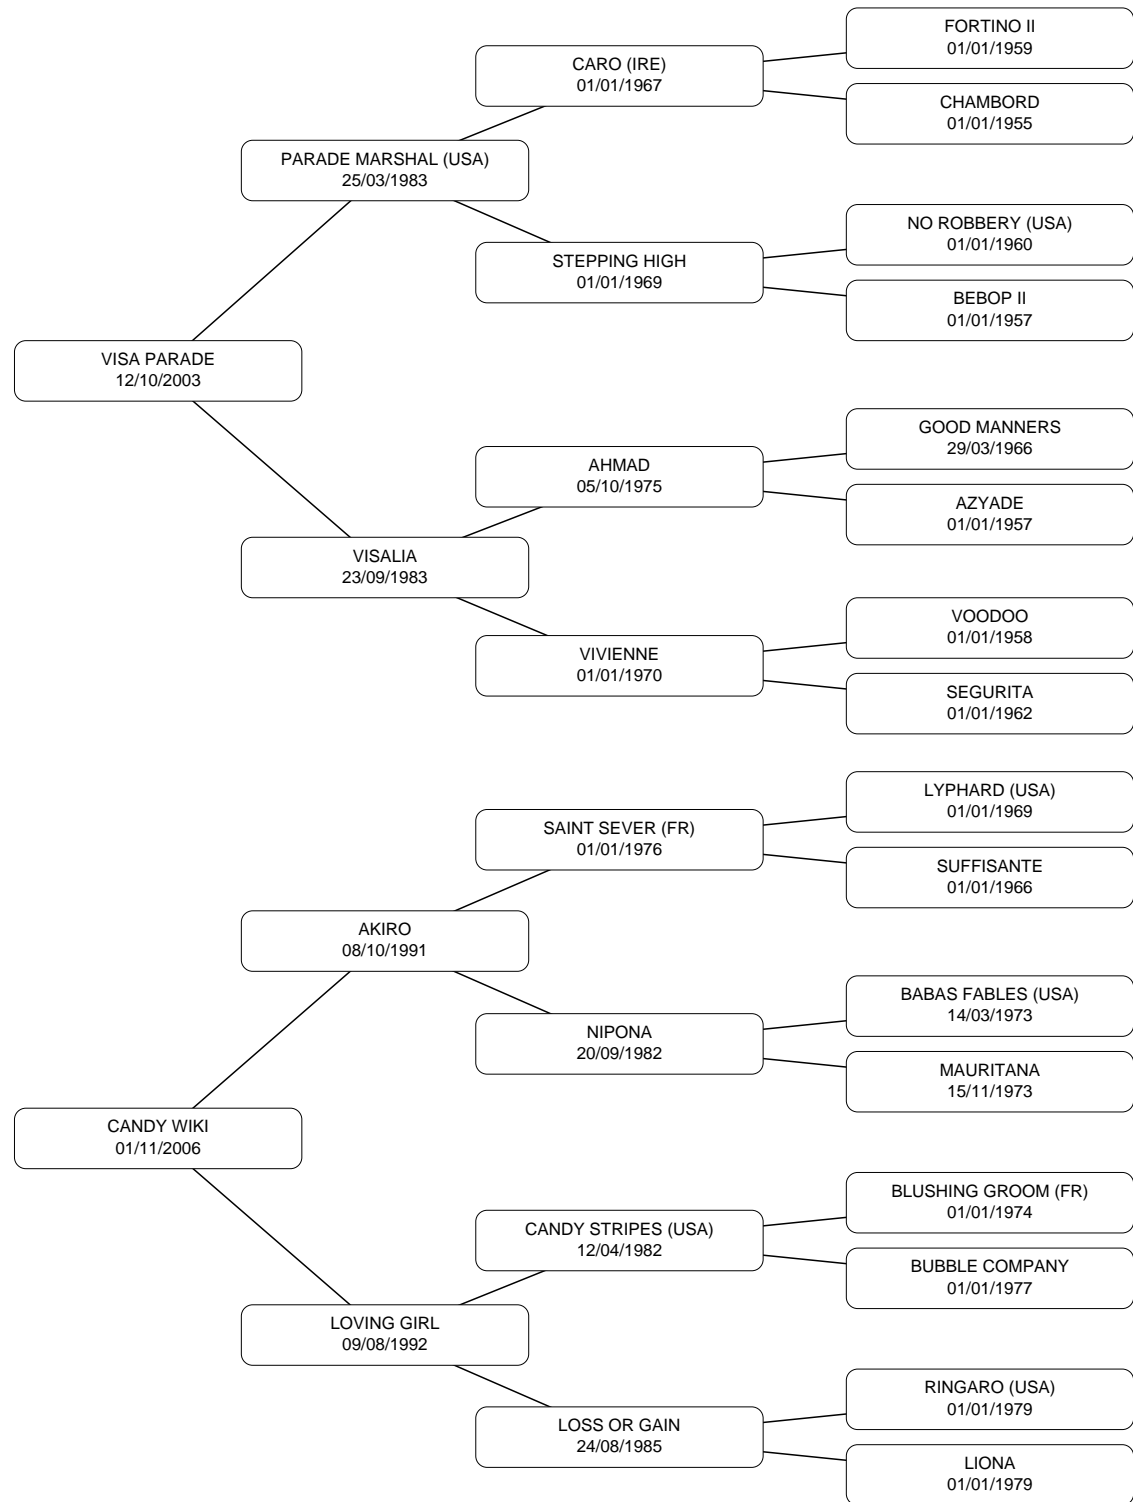 FORTINO II
01/01/1959
CARO (IRE)
01/01/1967
CHAMBORD
01/01/1955
PARADE MARSHAL (USA)
25/03/1983
NO ROBBERY (USA)
01/01/1960
STEPPING HIGH
01/01/1969
BEBOP II
01/01/1957
VISA PARADE
12/10/2003
GOOD MANNERS
29/03/1966
AHMAD
05/10/1975
AZYADE
01/01/1957
VISALIA
23/09/1983
VOODOO
01/01/1958
VIVIENNE
01/01/1970
SEGURITA
01/01/1962
LYPHARD (USA)
01/01/1969
SAINT SEVER (FR)
01/01/1976
SUFFISANTE
01/01/1966
AKIRO
08/10/1991
BABAS FABLES (USA)
14/03/1973
NIPONA
20/09/1982
MAURITANA
15/11/1973
CANDY WIKI
01/11/2006
BLUSHING GROOM (FR)
01/01/1974
CANDY STRIPES (USA)
12/04/1982
BUBBLE COMPANY
01/01/1977
LOVING GIRL
09/08/1992
RINGARO (USA)
01/01/1979
LOSS OR GAIN
24/08/1985
LIONA
01/01/1979